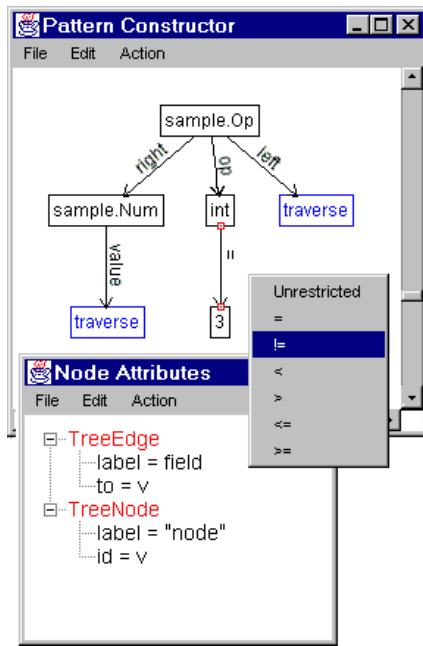 Pattern Constructor
File Edit Action
sample.Op
right op left
sample.Num int traverse
value =
traverse 3
Unrestricted
=
!=
<
>
<=
>=
Node Attributes
File Edit Action
TreeEdge
label = field
to = v
TreeNode
label = "node"
id = v